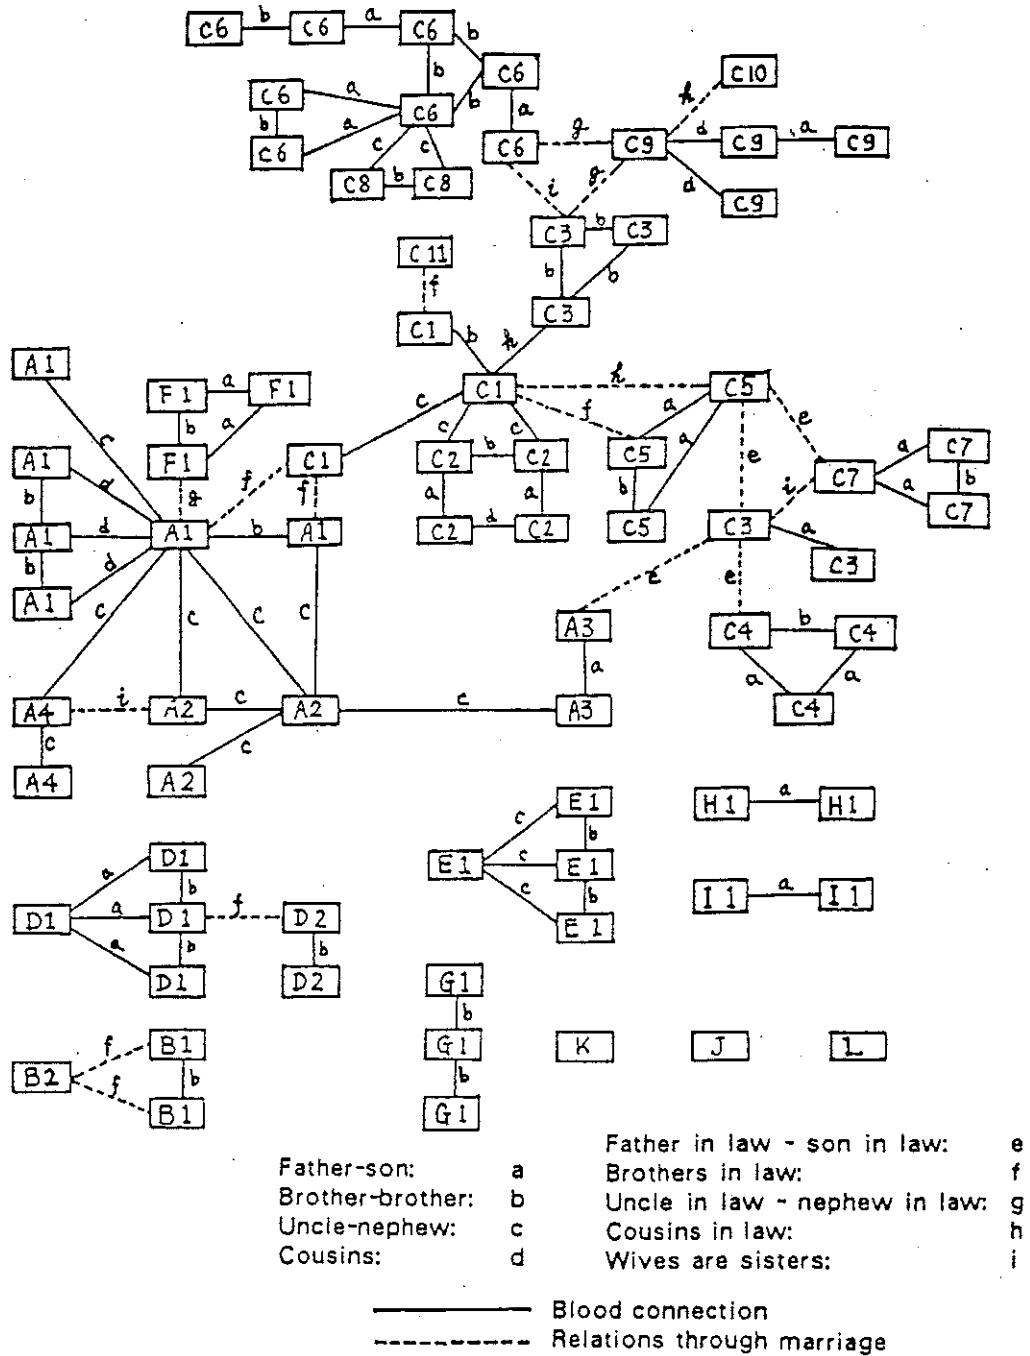 C6 b C6 a C6
b
C6
b b
C10
C6 a C6
b a C6
c c
C8 b C8
a
C6 g C9 h
d C9 a C9
d C9
i g
C3 b C3
b b
C3
C11
f
C1 b
h
A1
c
F1 a F1
b a
F1
C1 h C5
c f
c c
C2 b C2
a a
C2 d C2
a
C5 a
b
C5
e e
C7 a C7
a b
C7
i
C3 a
C3
A1 d
b
A1 d A1 b A1
b d
A1
g f C1 f
c c c c
e e
A3
a
C4 b C4
a a
C4
A4 i A2 c A2 c A3
c c
A4 A2
E1
c b
E1 c E1
c b
E1
H1 a H1
I1 a I1
D1
a b
D1 a D1 f D2
a b b
D1 D2
G1
b
G1
b
G1
K J L
B1
f
B2 b
f
B1
Father-son: a
Brother-brother: b
Uncle-nephew: c
Cousins: d
Father in law - son in law: e
Brothers in law: f
Uncle in law - nephew in law: g
Cousins in law: h
Wives are sisters: i
Blood connection
Relations through marriage